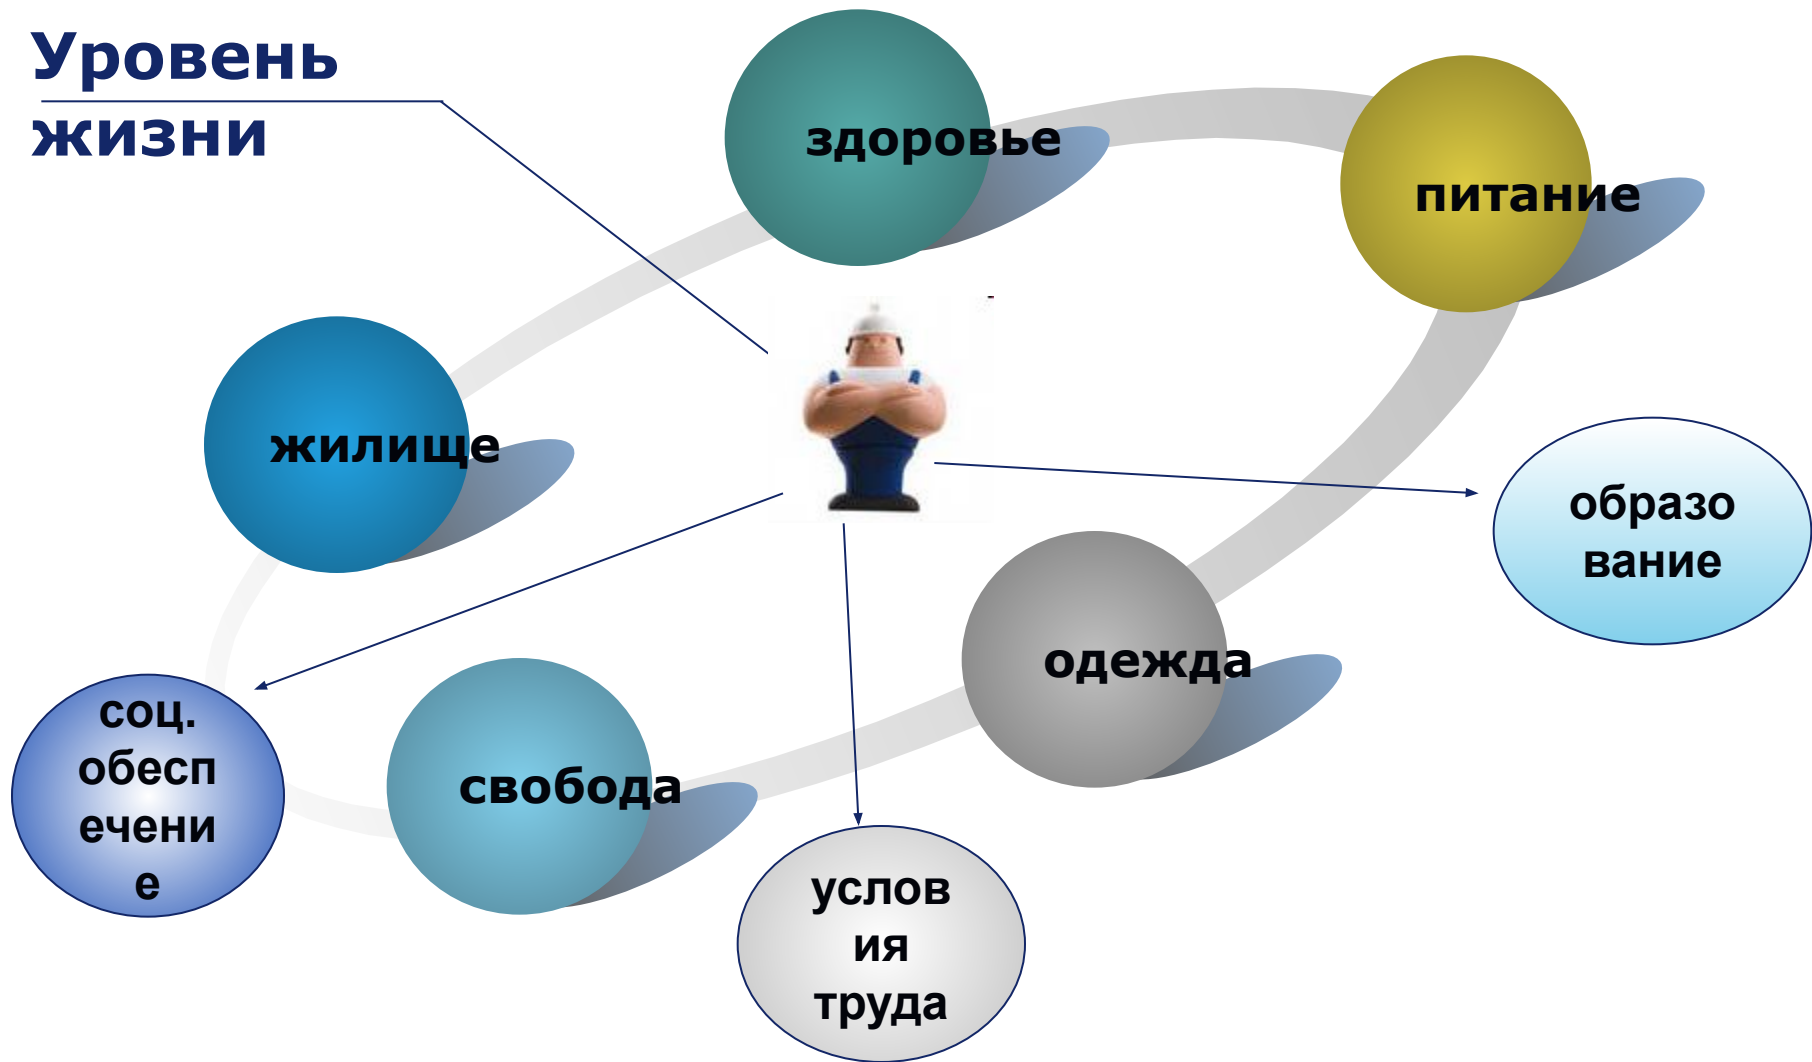 Уровень
жизни
здоровье
питание
жилище
образо
вание
одежда
соц.
обесп
ечени
е
свобода
услов
ия
труда